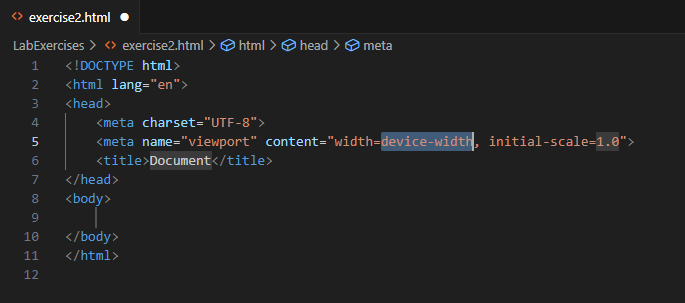 <> exercise2.html ●
LabExercises > <> exercise2.html > html > head > meta
1 <!DOCTYPE html>
2 <html lang="en">
3 <head>
4 <meta charset="UTF-8">
5 <meta name="viewport" content="width=device-width, initial-scale=1.0">
6 <title>Document</title>
7 </head>
8 <body>
9
10 </body>
11 </html>
12